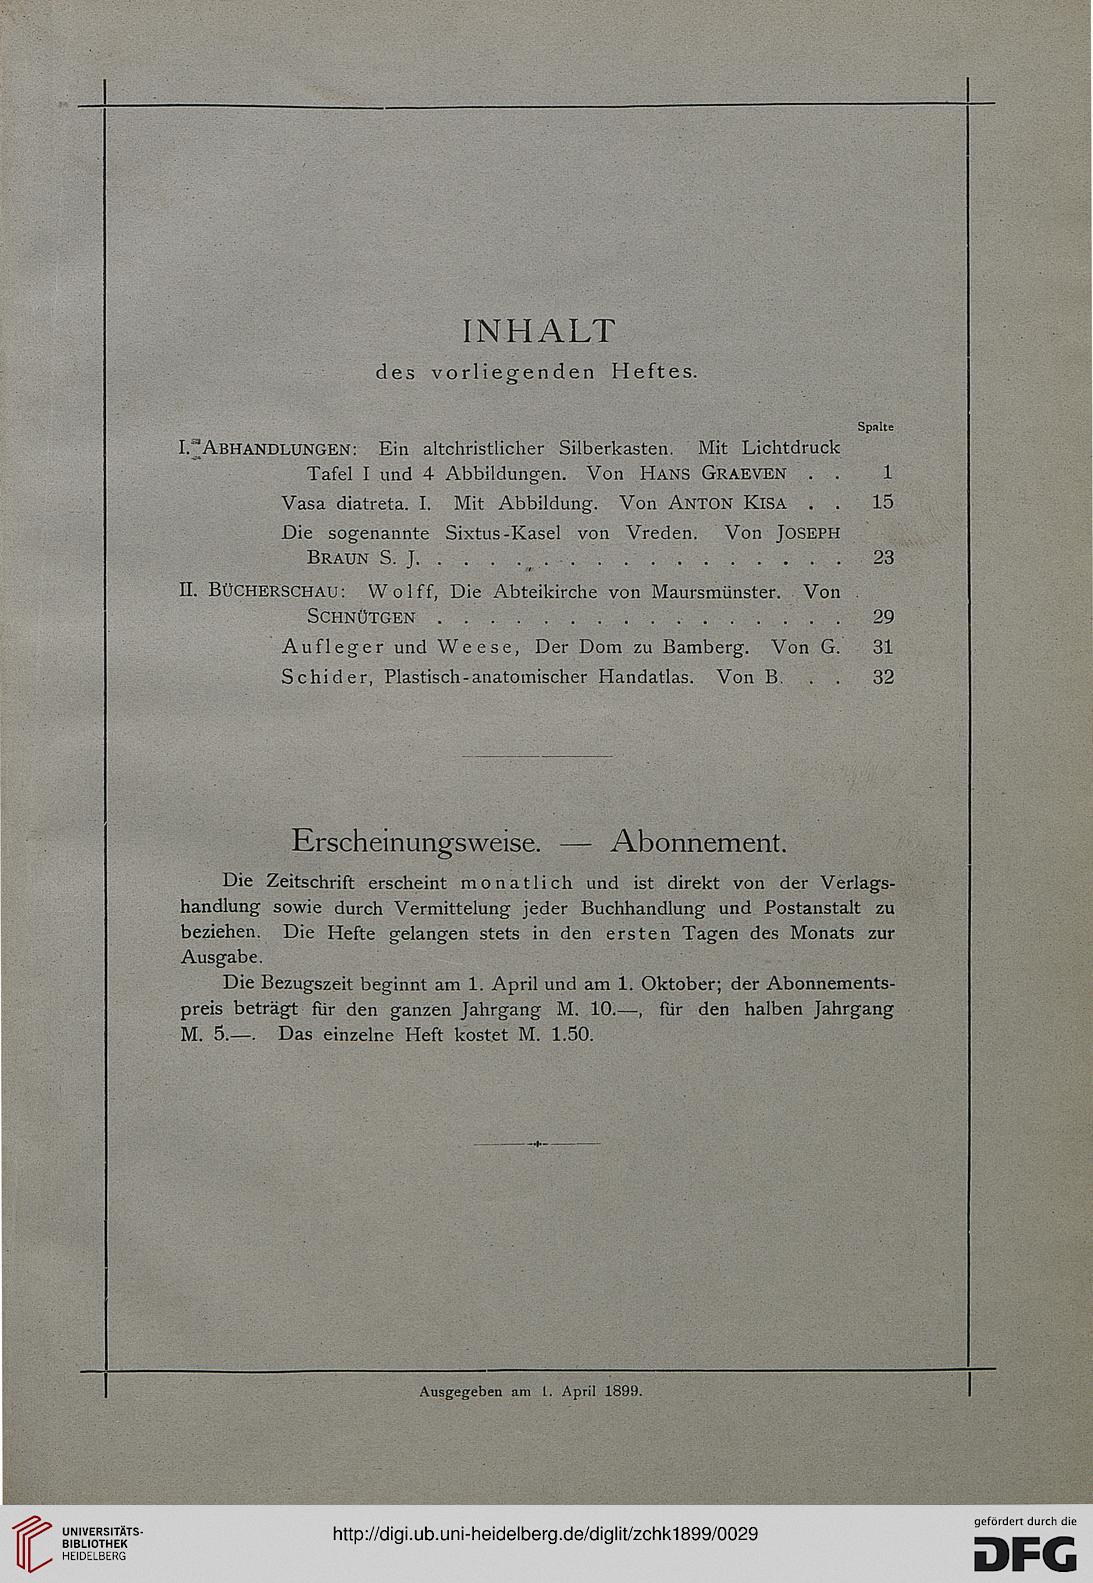 INHALT
des vorliegenden Heftes.
Spalte
I. ABHANDLUNGEN: Ein altchristlicher Silberkasten. Mit Lichtdruck
Tafel I und 4 Abbildungen. Von HANS GRAEVEN . . 1
Vasa diatreta. I. Mit Abbildung. Von ANTON KISA . . 15
Die sogenannte Sixtus-Kasel von Vreden. Von JOSEPH
BRAUN S. J. . . . . . . . . . . . . . . . . 23
II. BÜCHERSCHAU: Wolff, Die Abteikirche von Maursmünster. Von
SCHNÜTGEN . . . . . . . . . . . . . . . . 29
Aufleger und Weese, Der Dom zu Bamberg. Von G. 31
Schider, Plastisch-anatomischer Handatlas. Von B. . . 32
Erscheinungsweise. — Abonnement.
Die Zeitschrift erscheint monatlich und ist direkt von der Verlags-
handlung sowie durch Vermittelung jeder Buchhandlung und Postanstalt zu
beziehen. Die Hefte gelangen stets in den ersten Tagen des Monats zur
Ausgabe.
Die Bezugszeit beginnt am 1. April und am 1. Oktober; der Abonnements-
preis beträgt für den ganzen Jahrgang M. 10.—, für den halben Jahrgang
M. 5.—. Das einzelne Heft kostet M. 1.50.
Ausgegeben am 1. April 1899.
UNIVERSITÄTS-
BIBLIOTHEK
HEIDELBERG
http://digi.ub.uni-heidelberg.de/diglit/zchk1899/0029
gefördert durch die
DFG